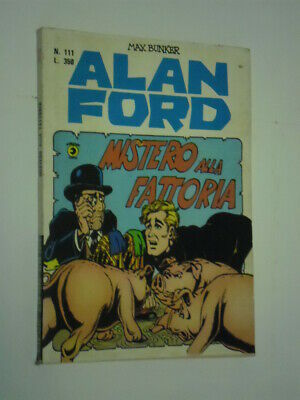 MAX BUNKER
N. 111
L. 350
ALAN
FORD
MISTERO ALLA
FATTORIA